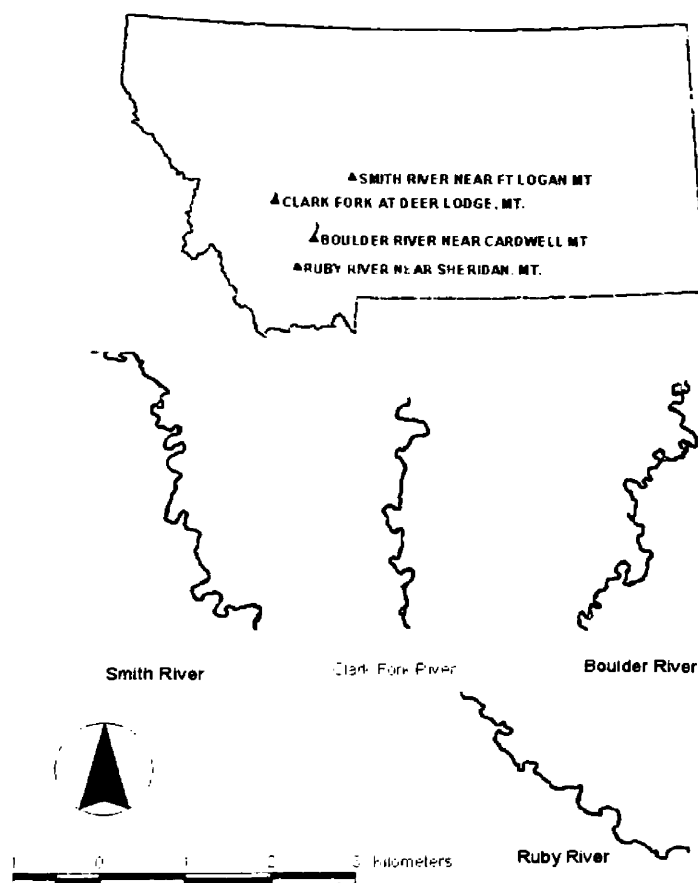 SMITH RIVER NEAR FT LOGAN MT
CLARK FORK AT DEER LODGE, MT.
BOULDER RIVER NEAR CARDWELL MT
RUBY RIVER NEAR SHERIDAN. MT.
Smith River
Clark Fork River
Boulder River
Ruby River
1 0 1 2 3 Kilometers